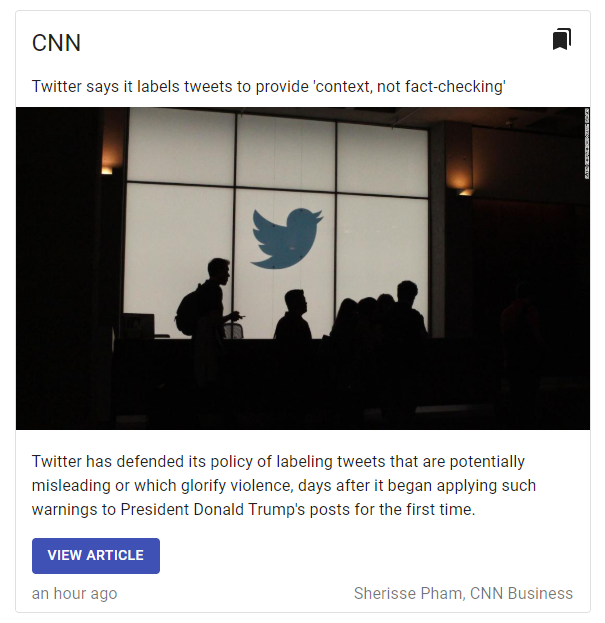 CNN
Twitter says it labels tweets to provide 'context, not fact-checking'
Twitter has defended its policy of labeling tweets that are potentially
misleading or which glorify violence, days after it began applying such
warnings to President Donald Trump's posts for the first time.
VIEW ARTICLE
an hour ago
Sherisse Pham, CNN Business